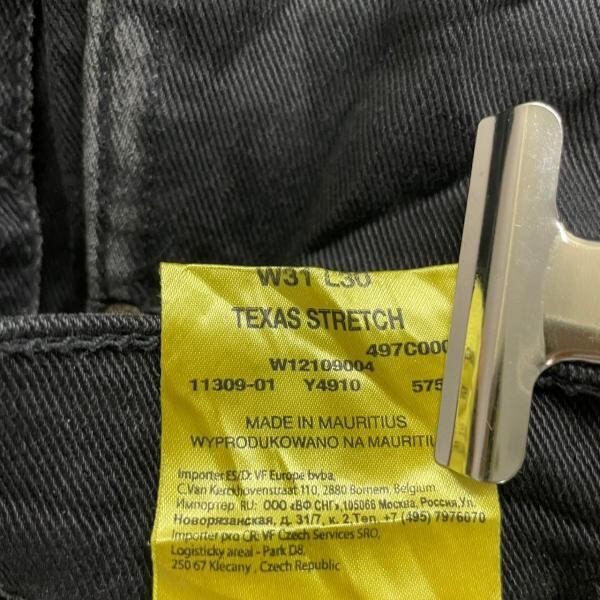 W31 L30
TEXAS STRETCH
497C000
W12109004
11309-01 Y4910 575
MADE IN MAURITIUS
WYPRODUKOWANO NA MAURITIU
Importer ES/D: VF Europe bvba,
C.Van Kerckhovenstraat 110, 2880 Bornem, Belgium.
Импортер RU: ООО «ВФ СНГ»,105066 Москва, Россия,Ул.
Новорязанская, д. 31/7, к. 2,Тел. +7 (495) 7976070
Importer pro CR: VF Czech Services SRO,
Logisticky areal - Park D8,
250 67 Klecany , Czech Republic